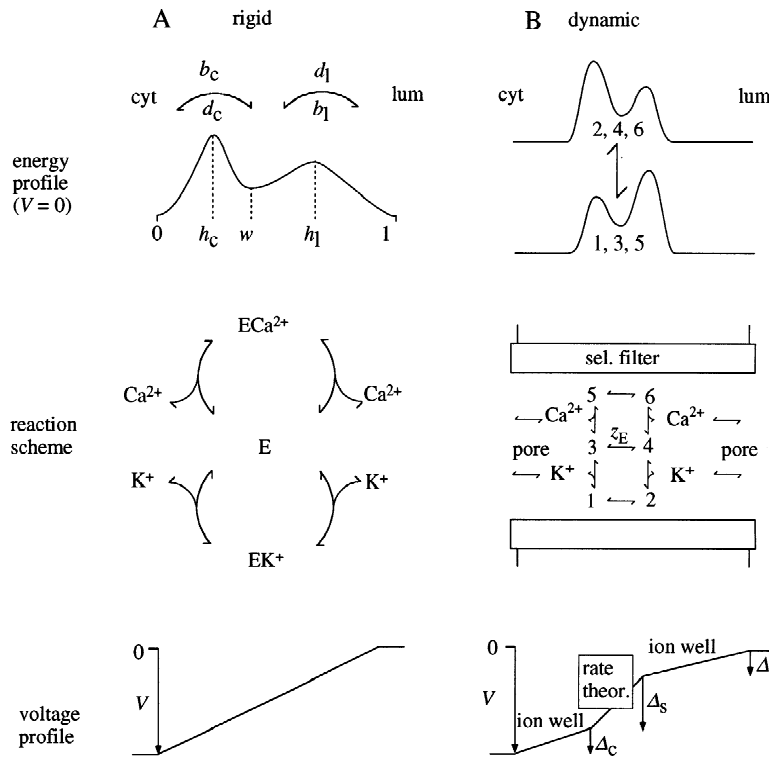 A rigid
B dynamic
b_c d_l
cyt d_c b_l lum
cyt lum
energy
profile
(V = 0)
2, 4, 6
1, 3, 5
0 h_c w h_l 1
reaction
scheme
ECa²⁺
Ca²⁺ Ca²⁺
E
K⁺ K⁺
EK⁺
sel. filter
5 6
Ca²⁺ Ca²⁺
z_E
pore 3 4 pore
K⁺ K⁺
1 2
voltage
profile
0
V
0
ion well
rate
theor.
V
ion well
Δ_c
Δ_s
Δ